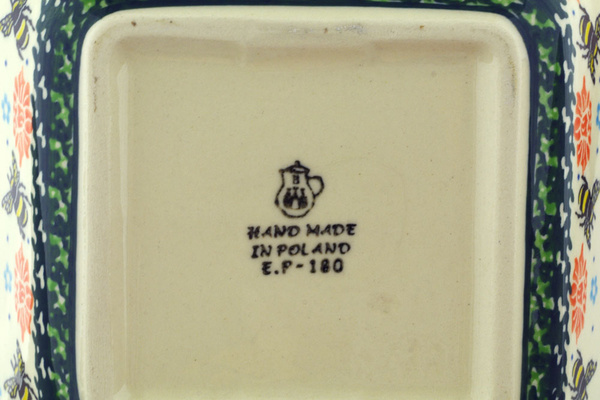 B
HAND MADE
IN POLAND
E.P-180